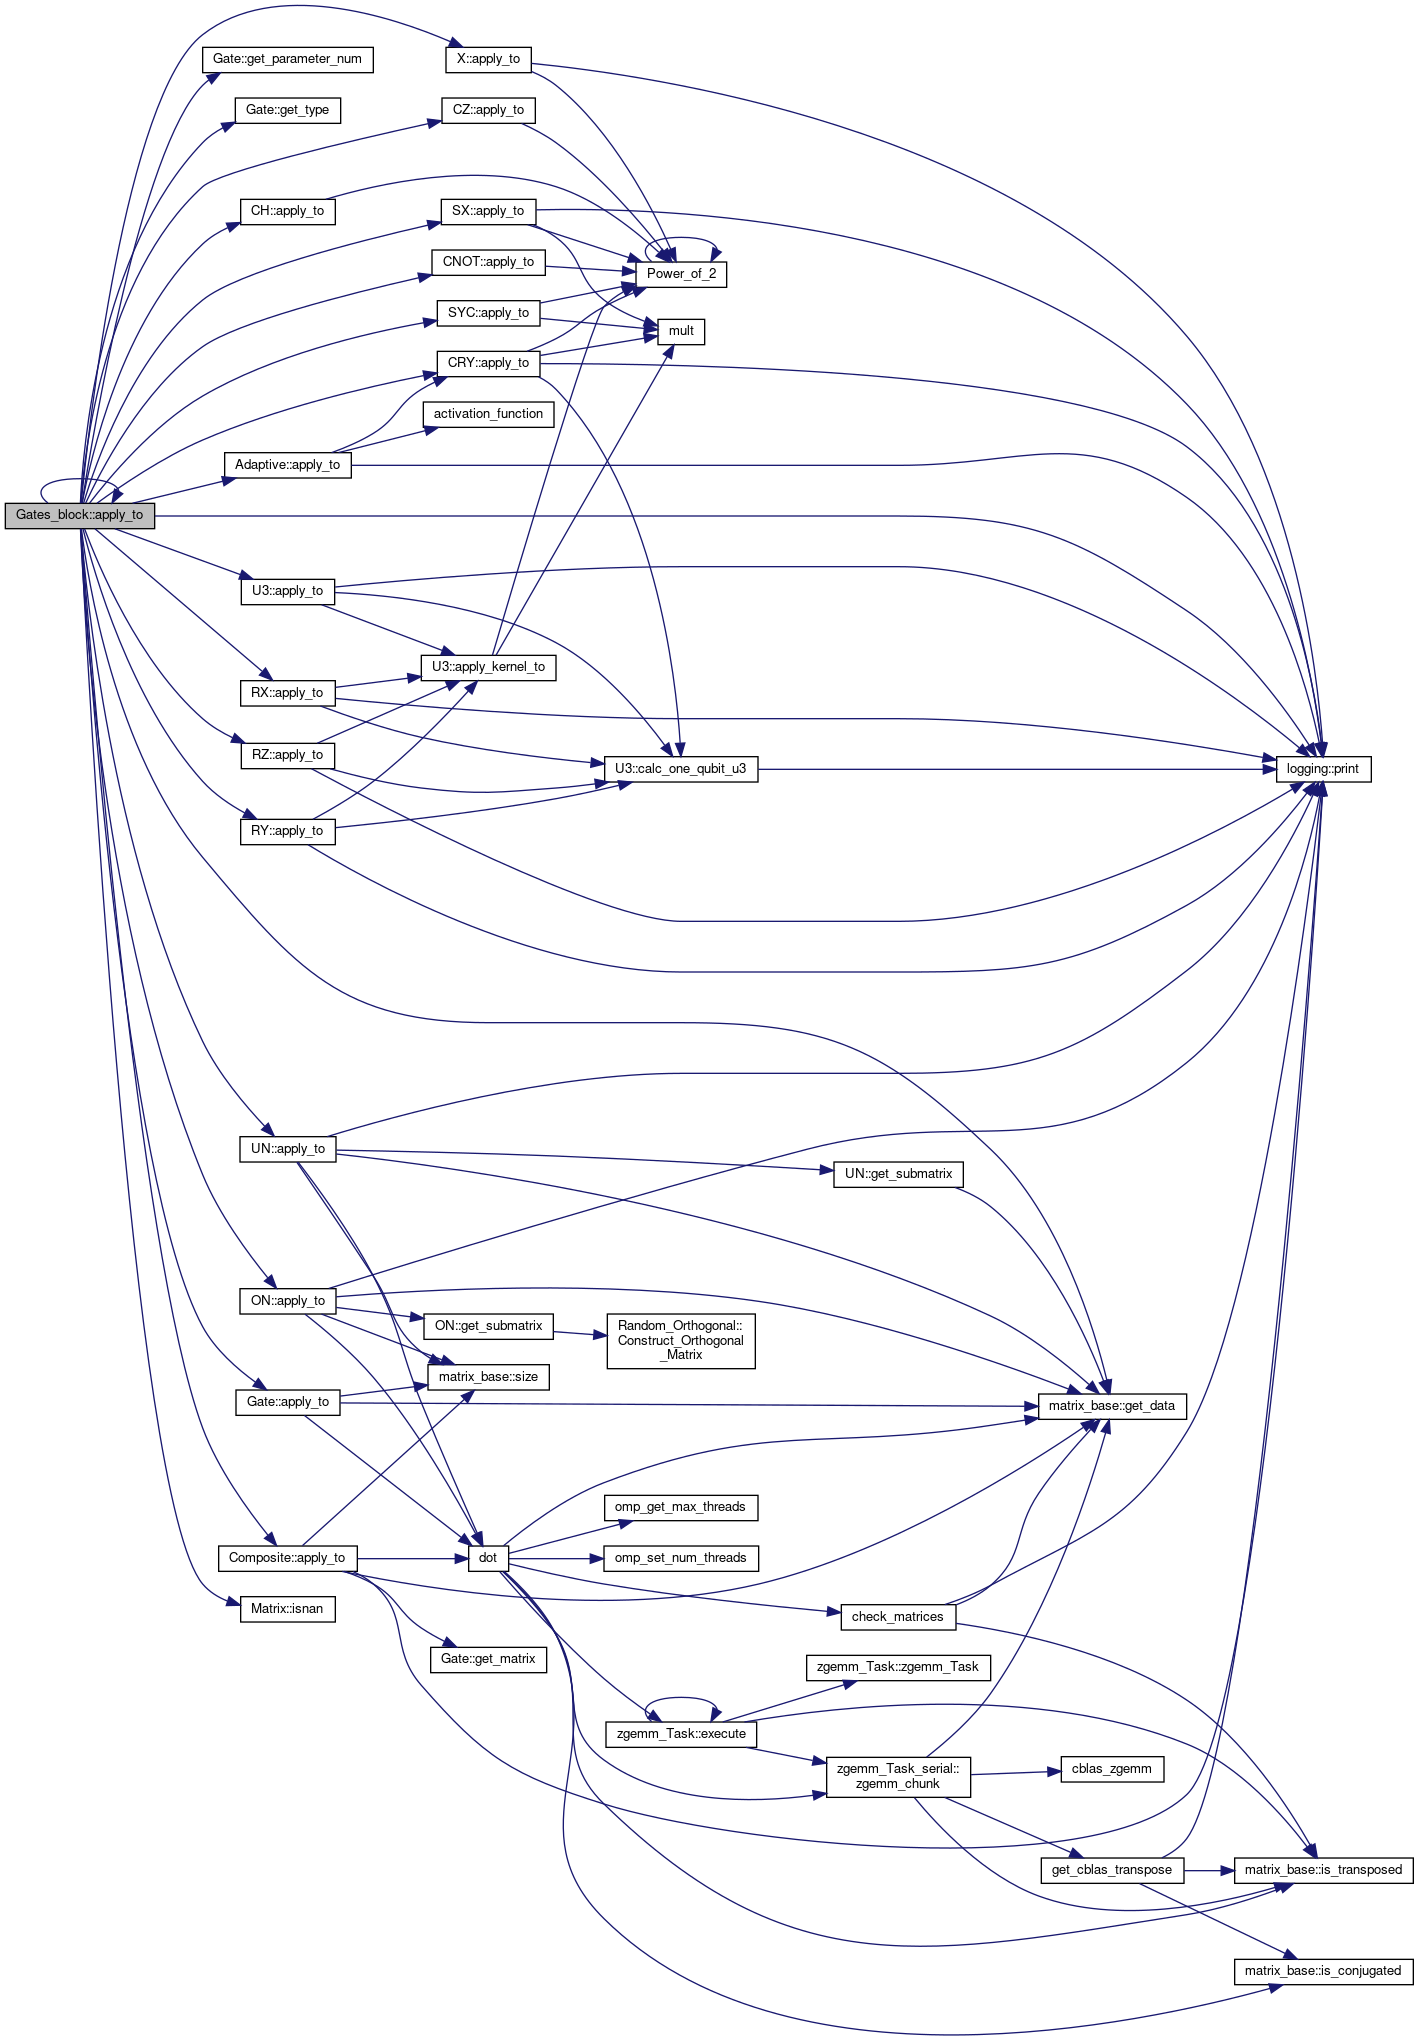 X::apply_to
Gate::get_parameter_num
Gate::get_type
CZ::apply_to
CH::apply_to
SX::apply_to
CNOT::apply_to
Power_of_2
SYC::apply_to
mult
CRY::apply_to
activation_function
Adaptive::apply_to
Gates_block::apply_to
U3::apply_to
U3::apply_kernel_to
RX::apply_to
RZ::apply_to
U3::calc_one_qubit_u3
logging::print
RY::apply_to
UN::apply_to
UN::get_submatrix
ON::apply_to
ON::get_submatrix
Random_Orthogonal::
Construct_Orthogonal
_Matrix
matrix_base::size
Gate::apply_to
matrix_base::get_data
omp_get_max_threads
Composite::apply_to
dot
omp_set_num_threads
Matrix::isnan
check_matrices
Gate::get_matrix
zgemm_Task::zgemm_Task
zgemm_Task::execute
zgemm_Task_serial::
zgemm_chunk
cblas_zgemm
get_cblas_transpose
matrix_base::is_transposed
matrix_base::is_conjugated